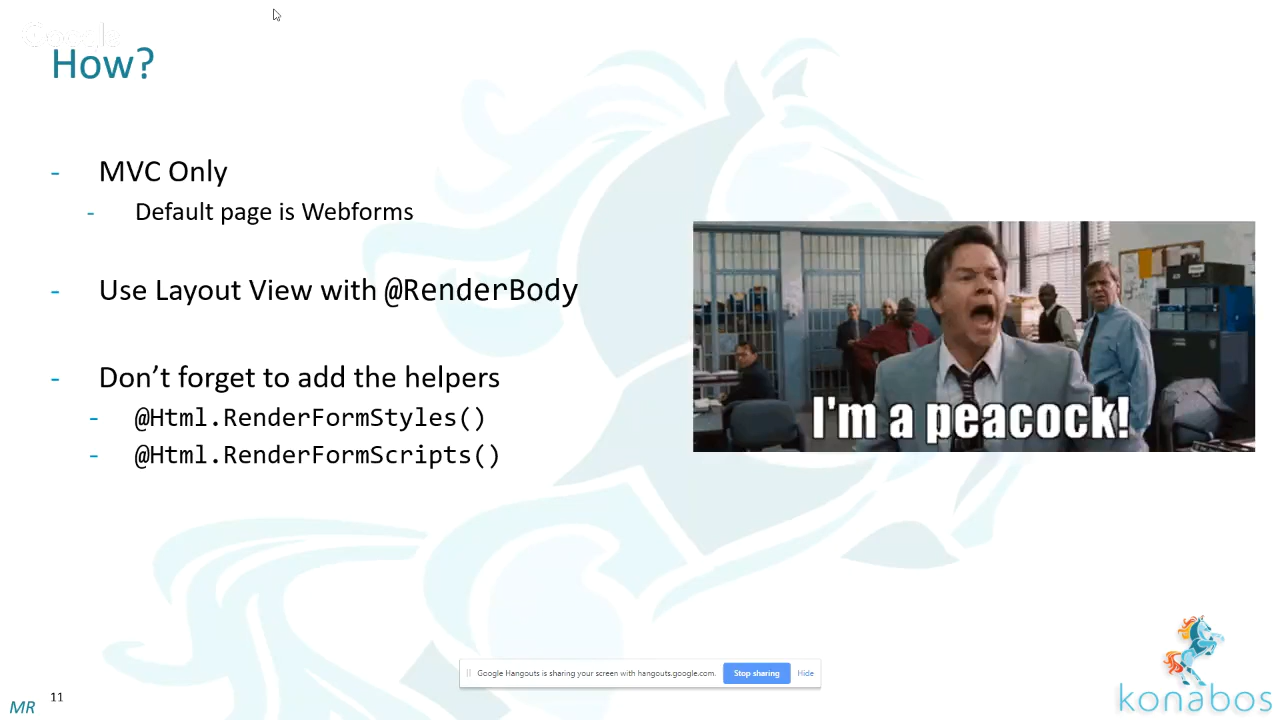 Google
How?
- MVC Only
- Default page is Webforms
- Use Layout View with @RenderBody
- Don’t forget to add the helpers
- @Html.RenderFormStyles()
- @Html.RenderFormScripts()
I'm a peacock!
Google Hangouts is sharing your screen with hangouts.google.com. Stop sharing Hide
MR 11
konabos